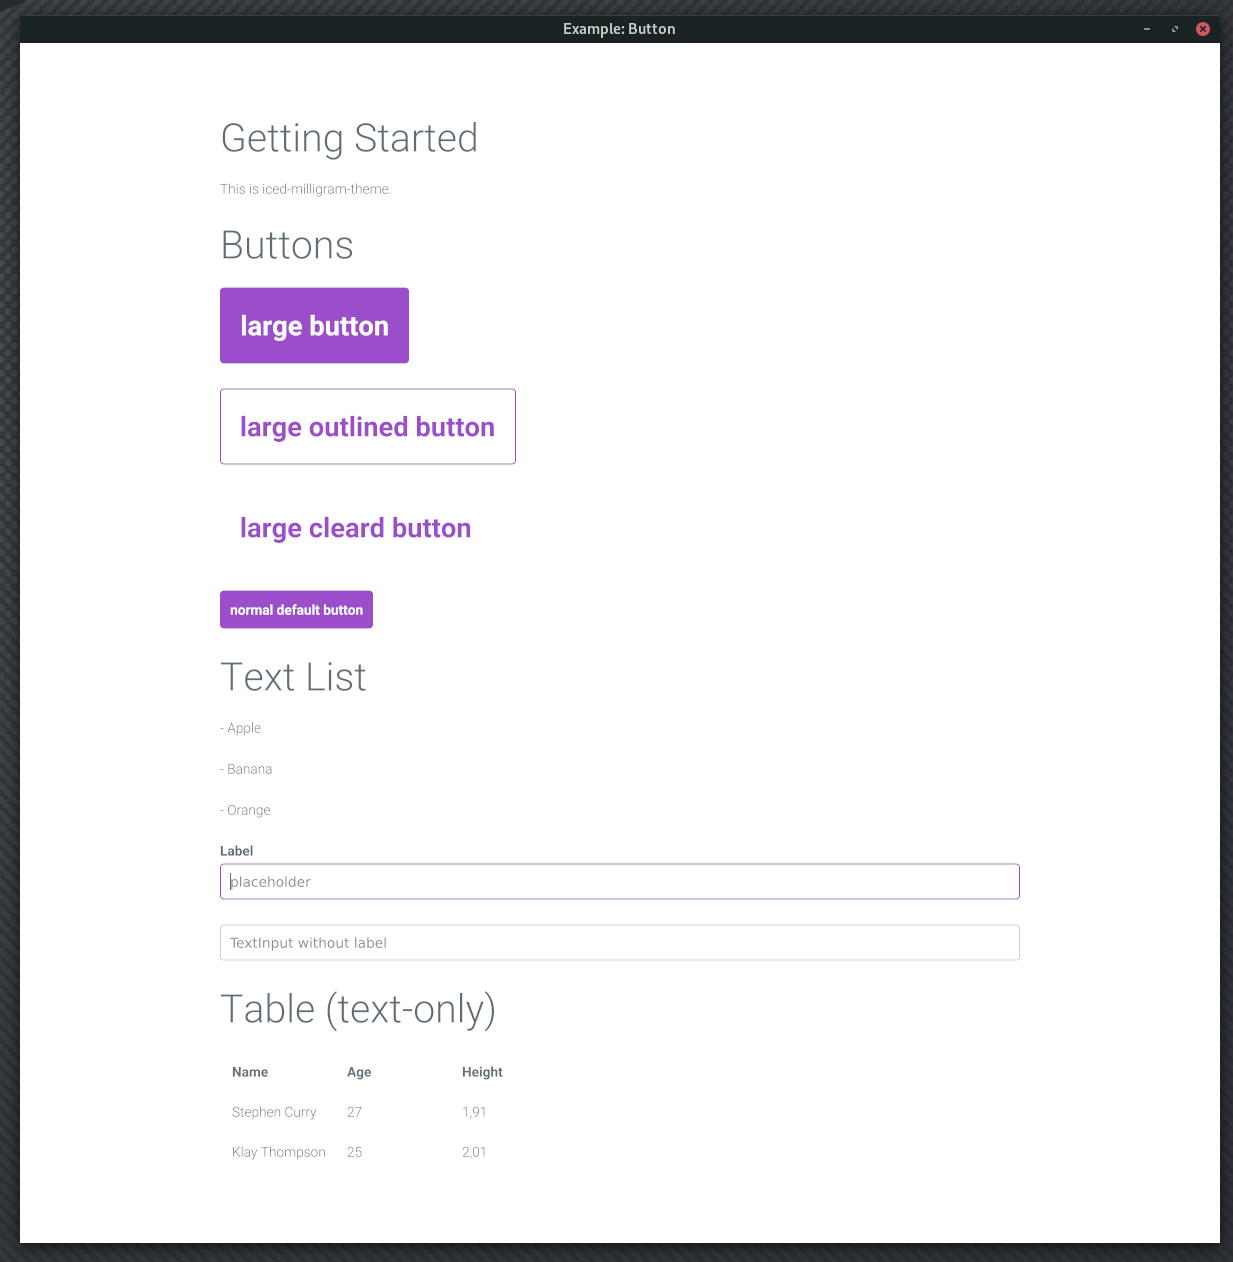 Example: Button
Getting Started
This is iced-milligram-theme.
Buttons
large button
large outlined button
large cleard button
normal default button
Text List
- Apple
- Banana
- Orange
Label
placeholder
TextInput without label
Table (text-only)
Name Age Height
Stephen Curry 27 1,91
Klay Thompson 25 2,01